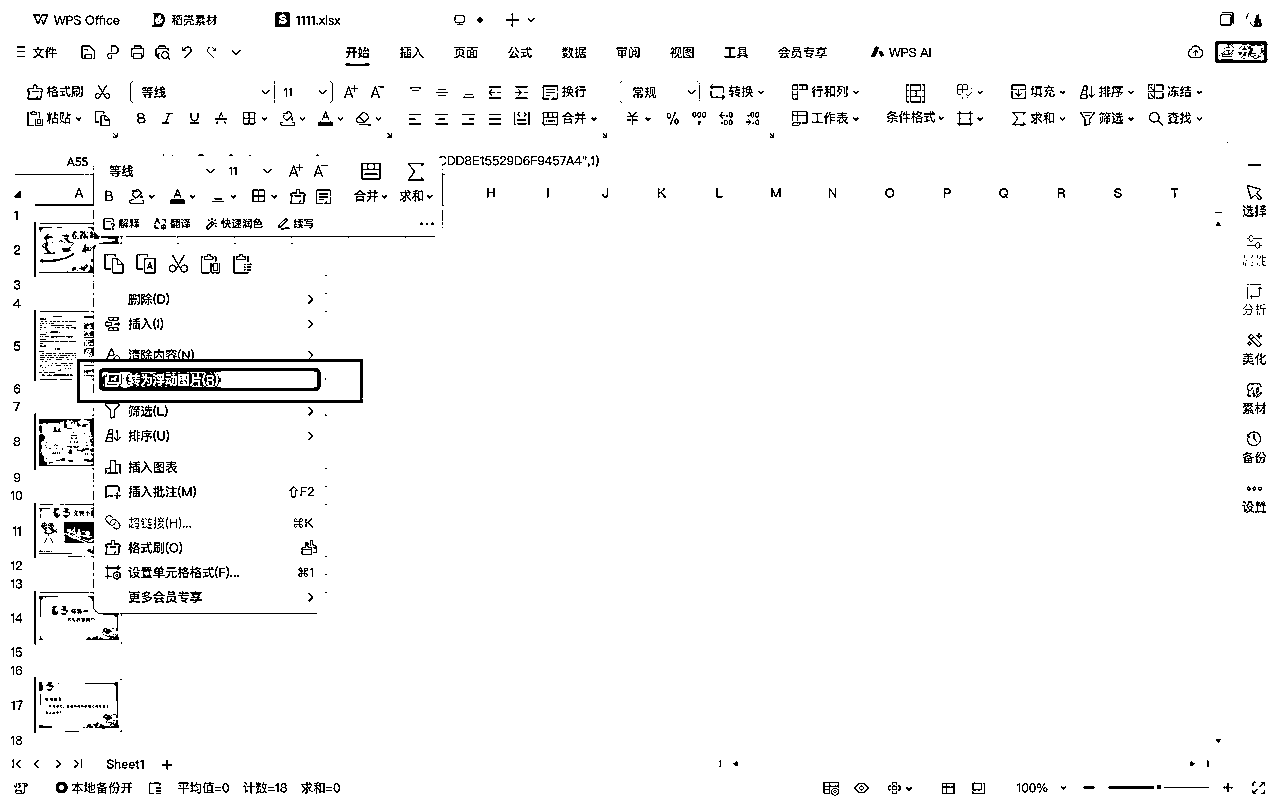 WPS Office 稻壳素材 1111.xlsx
文件 开始 插入 页面 公式 数据 审阅 视图 工具 会员专享 WPS AI 分享
格式刷 等线 11 A+ A- 换行 常规 转换 行和列 填充 排序 冻结
粘贴 B I U A A 合并 ¥ % 工作表 条件格式 求和 筛选 查找
A55 CDD8E15529D6F9457A4",1)
等线 11 A+ A-
B A 合并 求和
解释 翻译 快速润色 续写 ...
A H I J K L M N O P Q R S T
1
2
3
4
5
6
7
8
9
10
11
12
13
14
15
16
17
18
删除(D)
插入(I)
清除内容(N)
转为浮动图片(B)
筛选(L)
排序(U)
插入图表
插入批注(M) ⇧F2
超链接(H)... ⌘K
格式刷(O)
设置单元格格式(F)... ⌘1
更多会员专享
选择
属性
分析
美化
素材
备份
设置
Sheet1 +
本地备份开 平均值=0 计数=18 求和=0 100% - +